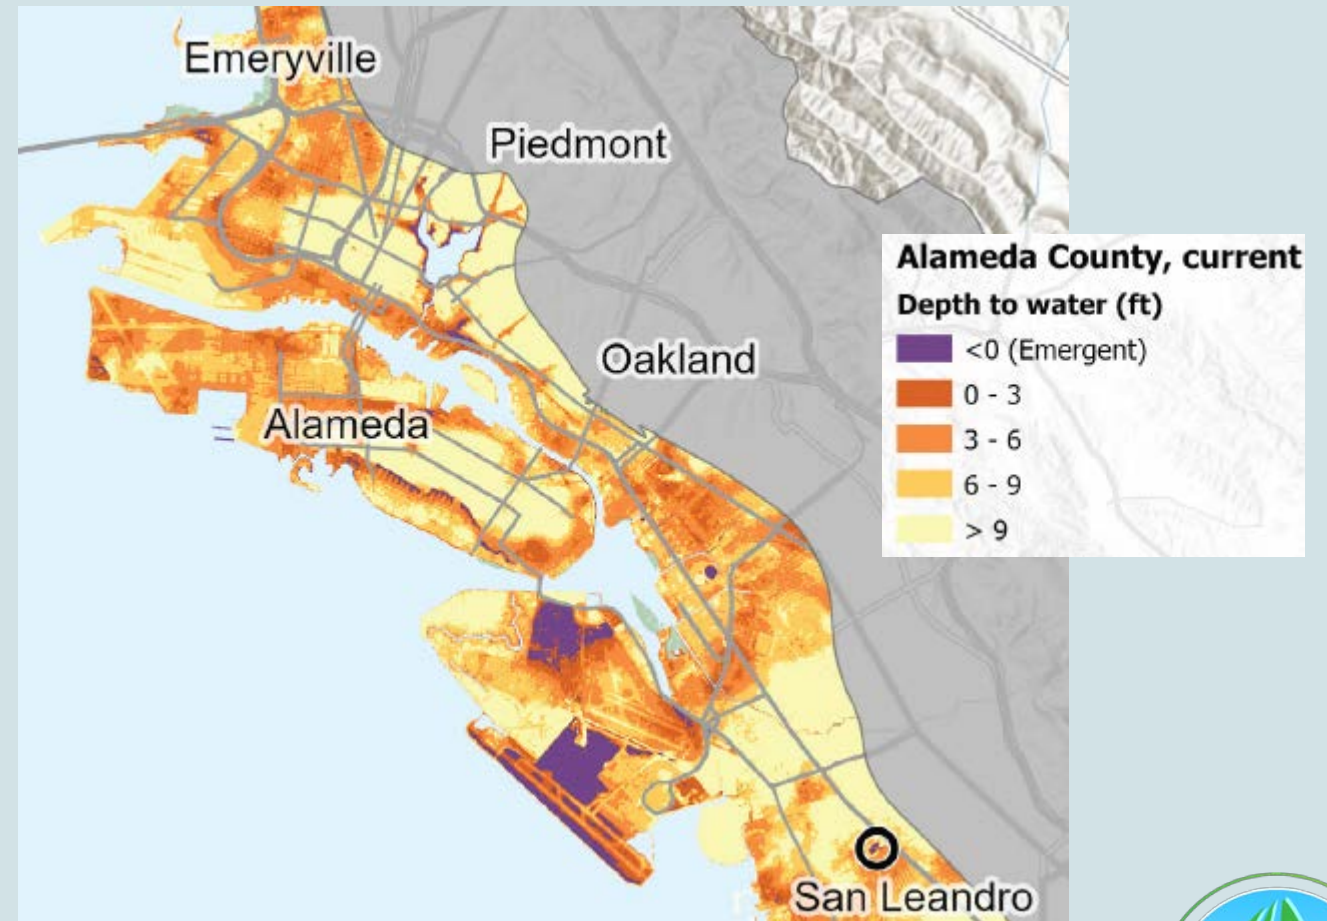 Emeryville
Piedmont
Alameda County, current
Depth to water (ft)
<0 (Emergent)
0 - 3
3 - 6
6 - 9
> 9
Oakland
Alameda
San Leandro